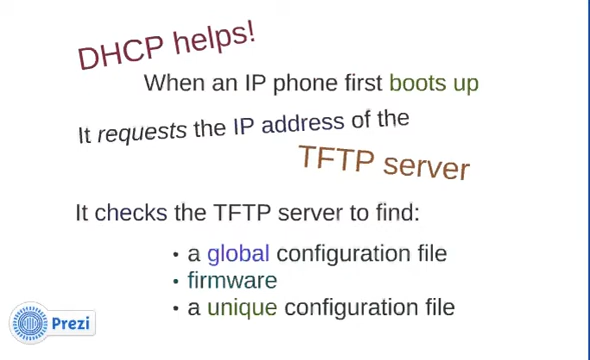 DHCP helps!
When an IP phone first boots up
It requests the IP address of the
TFTP server
It checks the TFTP server to find:
• a global configuration file
• firmware
• a unique configuration file
Prezi